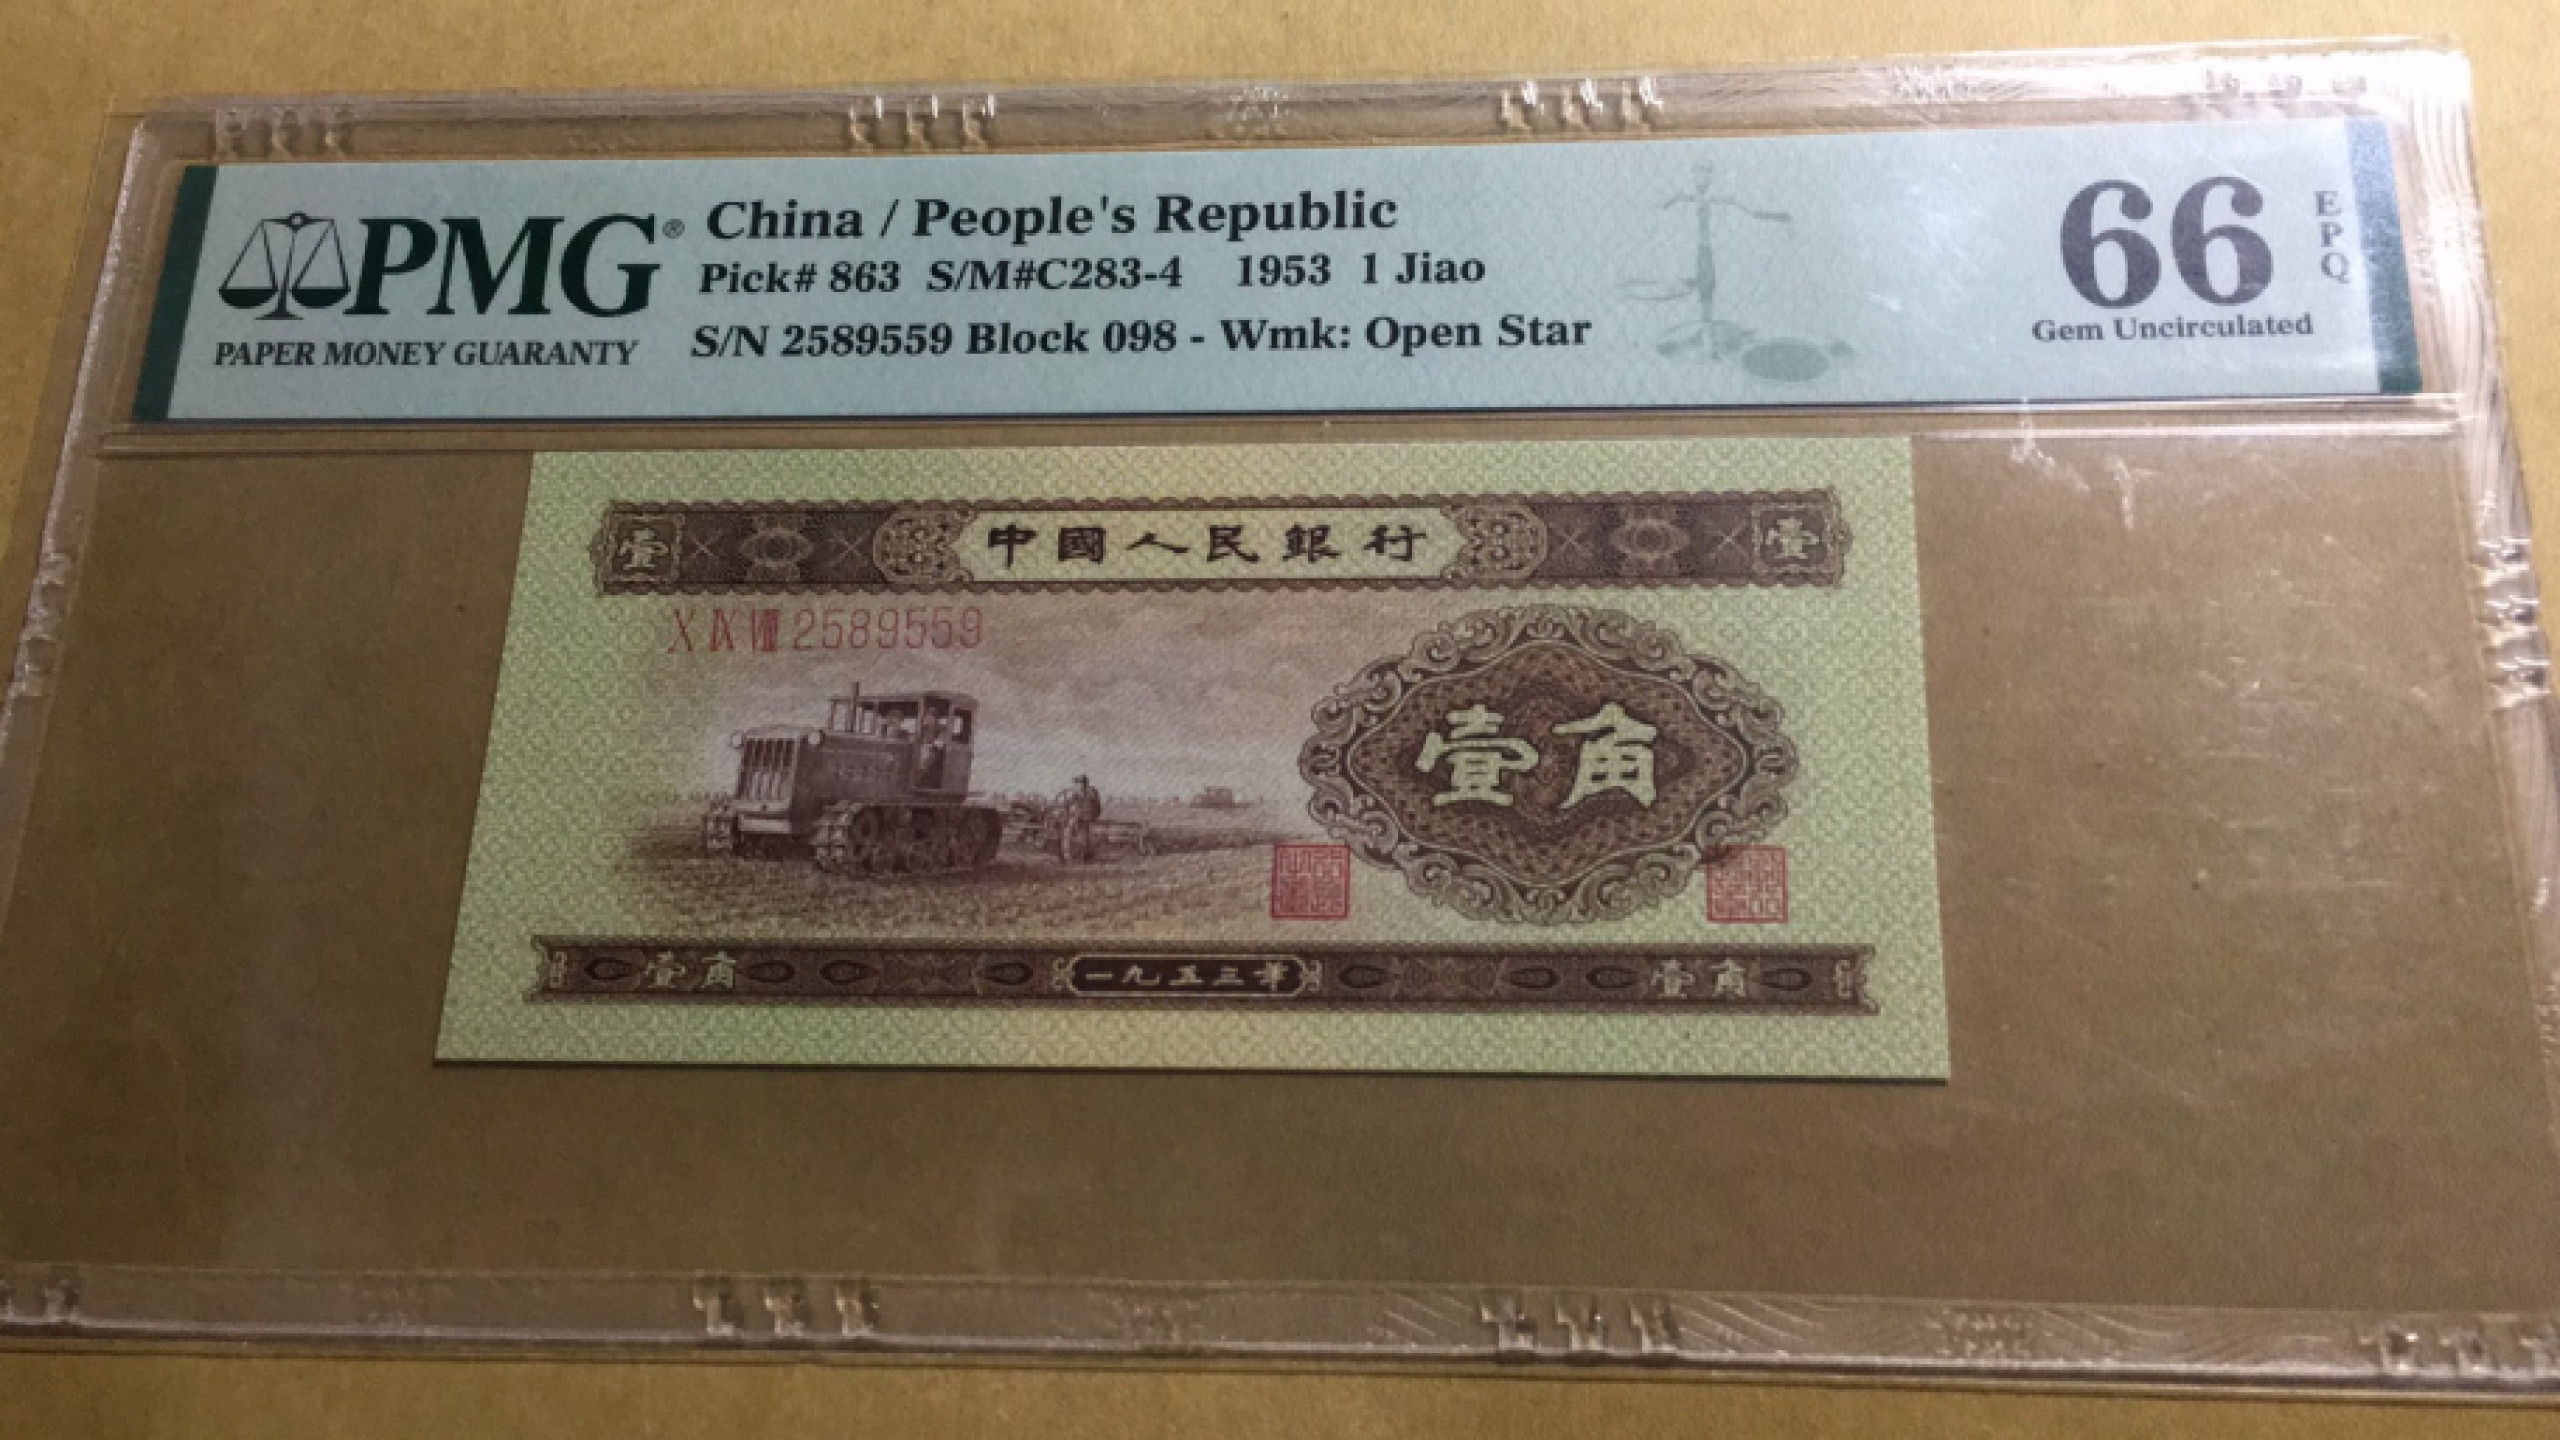 PMG®
PAPER MONEY GUARANTY
China / People's Republic
Pick# 863 S/M#C283-4 1953 1 Jiao
S/N 2589559 Block 098 - Wmk: Open Star
66
EPQ
Gem Uncirculated
壹 中國人民銀行 壹
X IX VIII 2589559
壹角
壹角 一九五三年 壹角